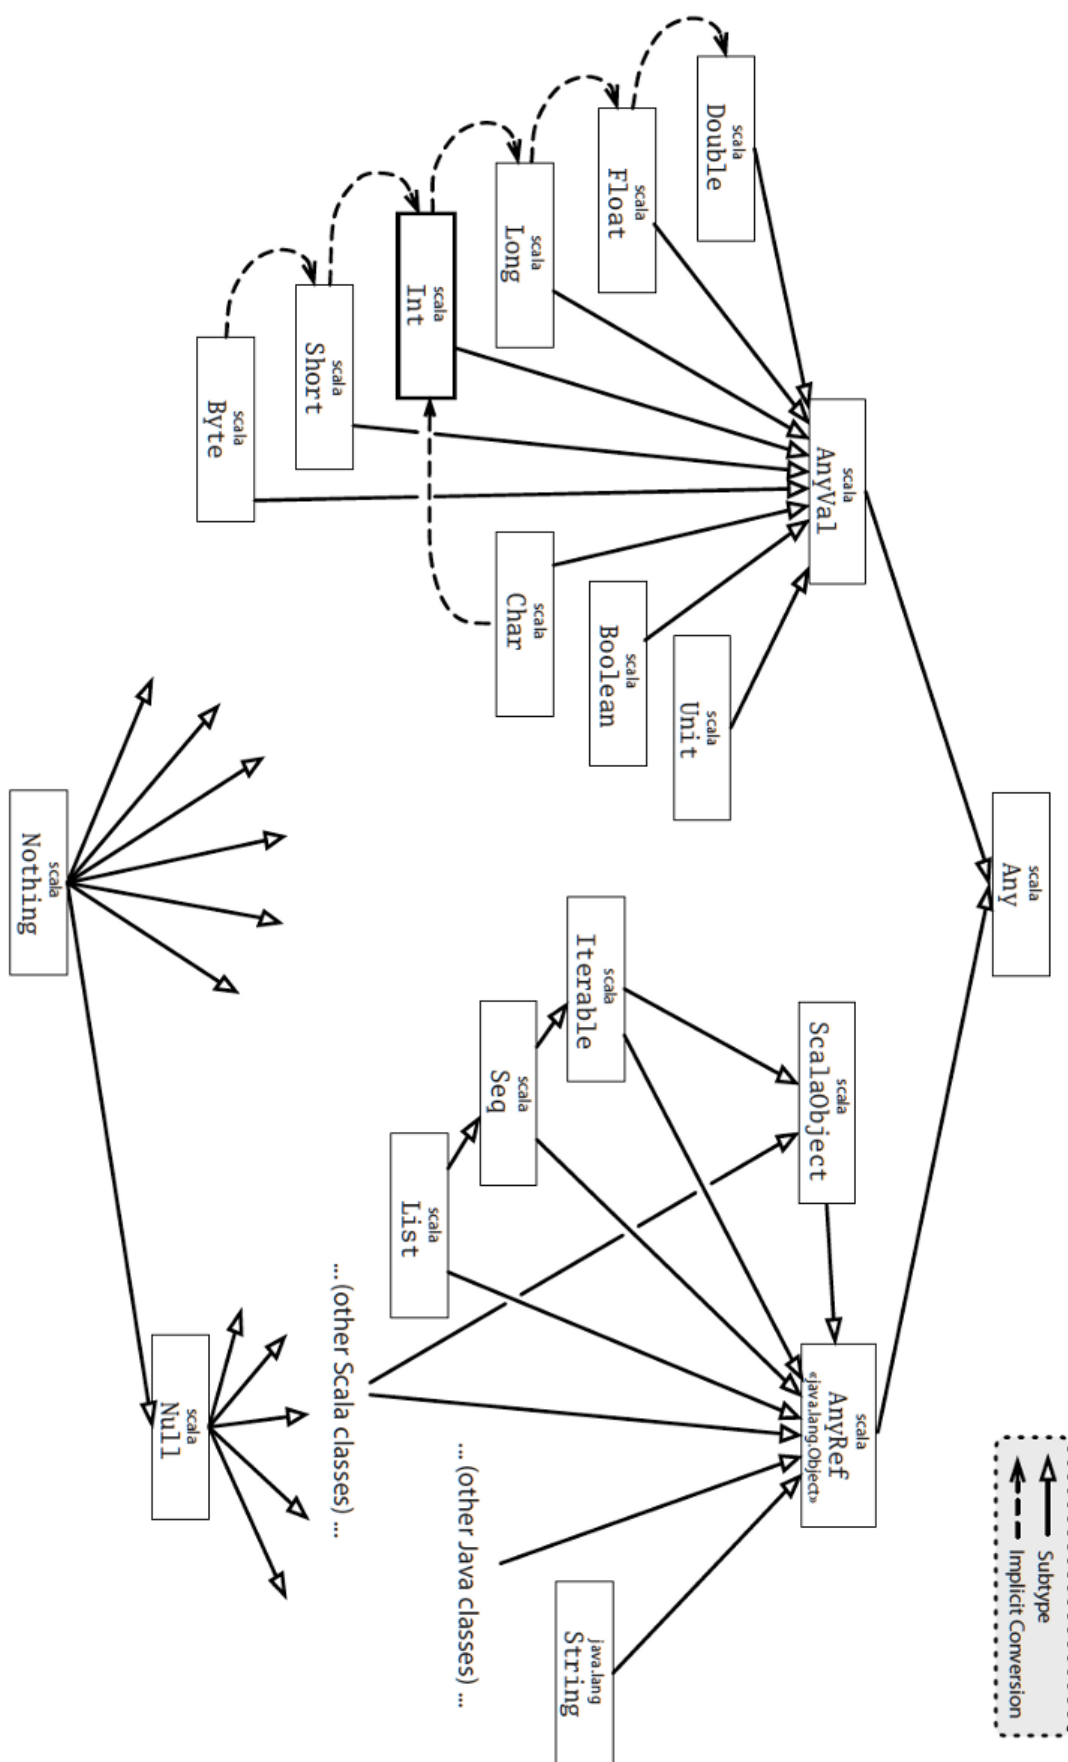 scala
Any
Subtype
Implicit Conversion
scala
AnyVal
scala
ScalaObject
scala
AnyRef
«java.lang.Object»
scala
Double
scala
Float
scala
Long
scala
Int
scala
Short
scala
Byte
scala
Unit
scala
Boolean
scala
Char
scala
Iterable
scala
Seq
scala
List
java.lang
String
... (other Java classes) ...
... (other Scala classes) ...
scala
Null
scala
Nothing